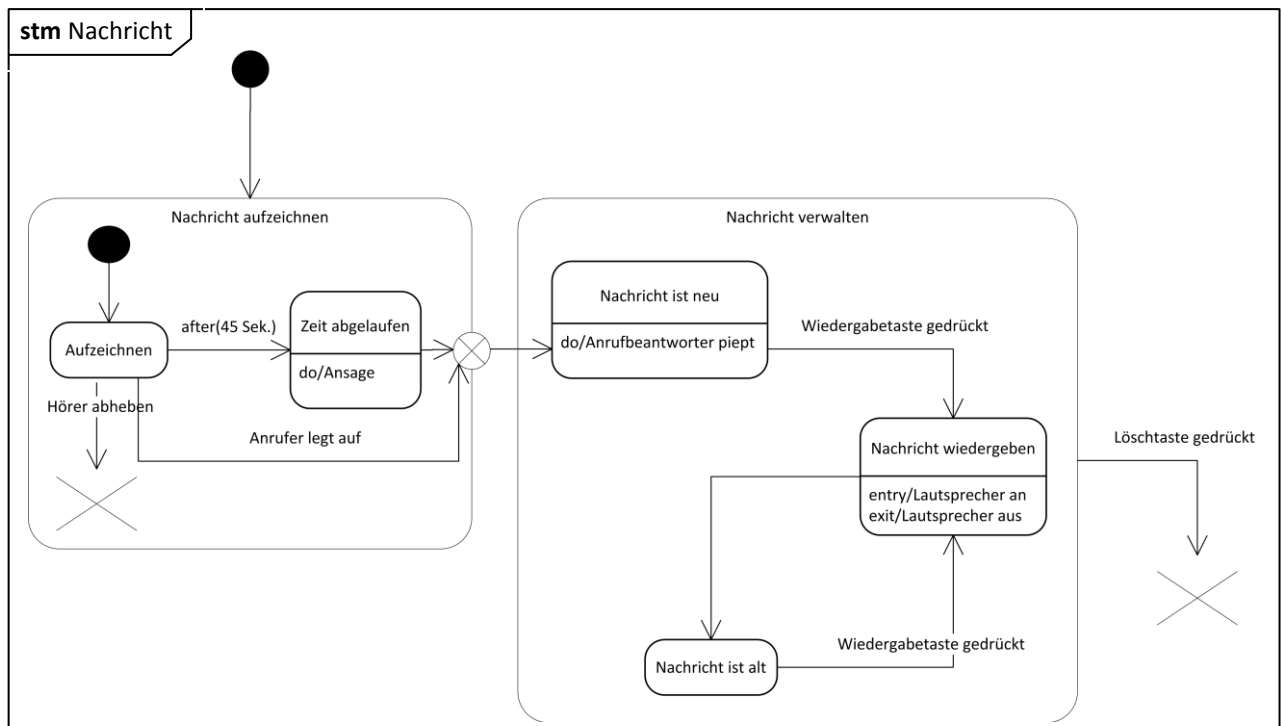 stm Nachricht
Nachricht aufzeichnen
Aufzeichnen
after(45 Sek.)
Zeit abgelaufen
do/Ansage
Hörer abheben
Anrufer legt auf
Nachricht verwalten
Nachricht ist neu
do/Anrufbeantworter piept
Wiedergabetaste gedrückt
Nachricht wiedergeben
entry/Lautsprecher an
exit/Lautsprecher aus
Nachricht ist alt
Wiedergabetaste gedrückt
Löschtaste gedrückt